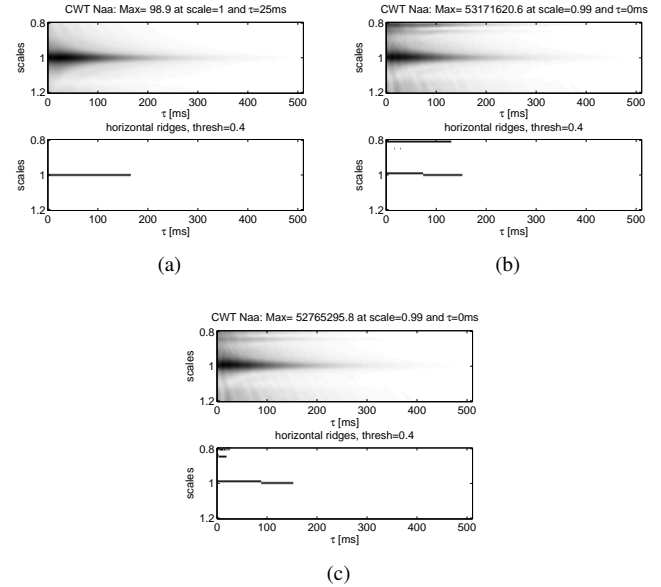 CWT Naa: Max= 98.9 at scale=1 and τ=25ms
0.8
1
1.2
scales
0 100 200 300 400 500
τ [ms]
horizontal ridges, thresh=0.4
0.8
1
1.2
scales
0 100 200 300 400 500
τ [ms]
(a)
CWT Naa: Max= 53171620.6 at scale=0.99 and τ=0ms
0.8
1
1.2
scales
0 100 200 300 400 500
τ [ms]
horizontal ridges, thresh=0.4
0.8
1
1.2
scales
0 100 200 300 400 500
τ [ms]
(b)
CWT Naa: Max= 52765295.8 at scale=0.99 and τ=0ms
0.8
1
1.2
scales
0 100 200 300 400 500
τ [ms]
horizontal ridges, thresh=0.4
0.8
1
1.2
scales
0 100 200 300 400 500
τ [ms]
(c)